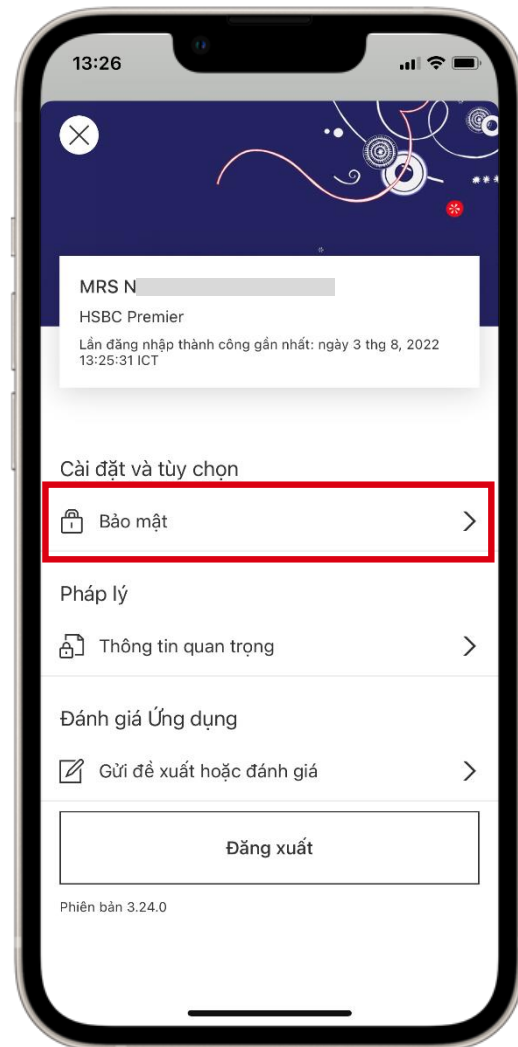 13:26
MRS N
HSBC Premier
Lần đăng nhập thành công gần nhất: ngày 3 thg 8, 2022
13:25:31 ICT
Cài đặt và tùy chọn
Bảo mật
Pháp lý
Thông tin quan trọng
Đánh giá Ứng dụng
Gửi đề xuất hoặc đánh giá
Đăng xuất
Phiên bản 3.24.0